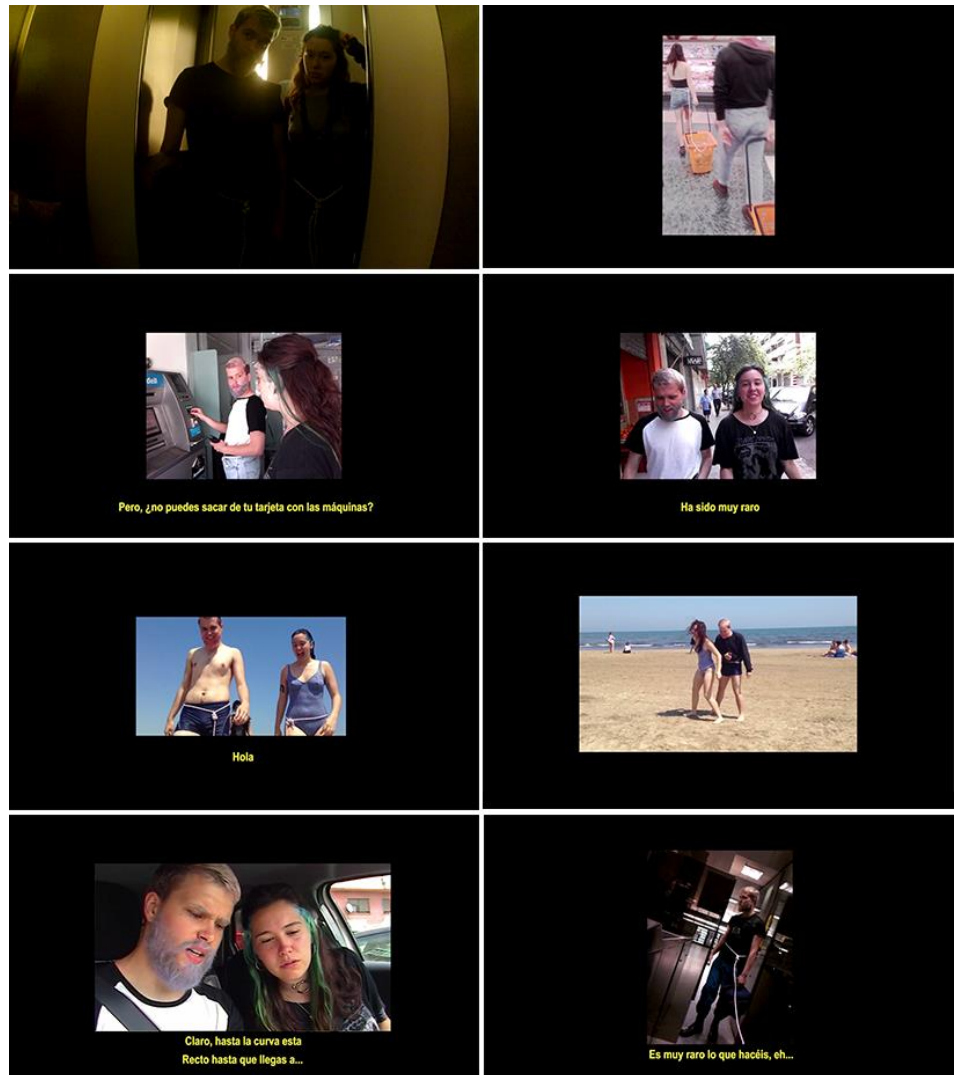 Pero, ¿no puedes sacar de tu tarjeta con las máquinas?
Ha sido muy raro
Hola
Claro, hasta la curva esta
Recto hasta que llegas a...
Es muy raro lo que hacéis, eh...